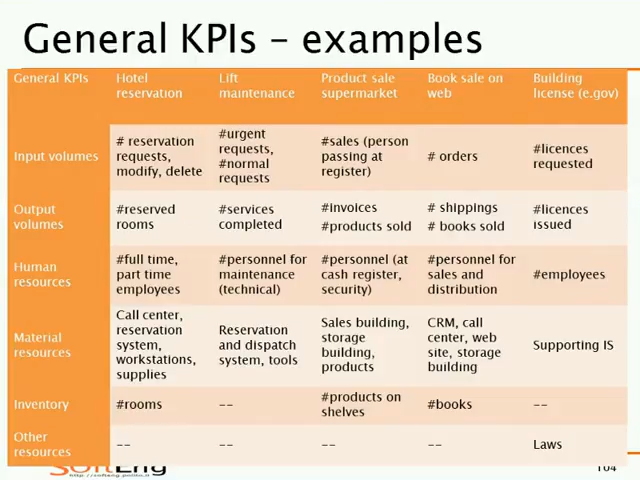 General KPIs – examples
General KPIs
Hotel
reservation
Lift
maintenance
Product sale
supermarket
Book sale on
web
Building
license (e.gov)
Input volumes
# reservation
requests,
modify, delete
#urgent
requests,
#normal
requests
#sales (person
passing at
register)
# orders
#licences
requested
Output
volumes
#reserved
rooms
#services
completed
#invoices
#products sold
# shippings
# books sold
#licences
issued
Human
resources
#full time,
part time
employees
#personnel for
maintenance
(technical)
#personnel (at
cash register,
security)
#personnel for
sales and
distribution
#employees
Material
resources
Call center,
reservation
system,
workstations,
supplies
Reservation
and dispatch
system, tools
Sales building,
storage
building,
products
CRM, call
center, web
site, storage
building
Supporting IS
Inventory
#rooms
--
#products on
shelves
#books
--
Other
resources
--
--
--
--
Laws
SoftEng
http://softeng.polito.it
104